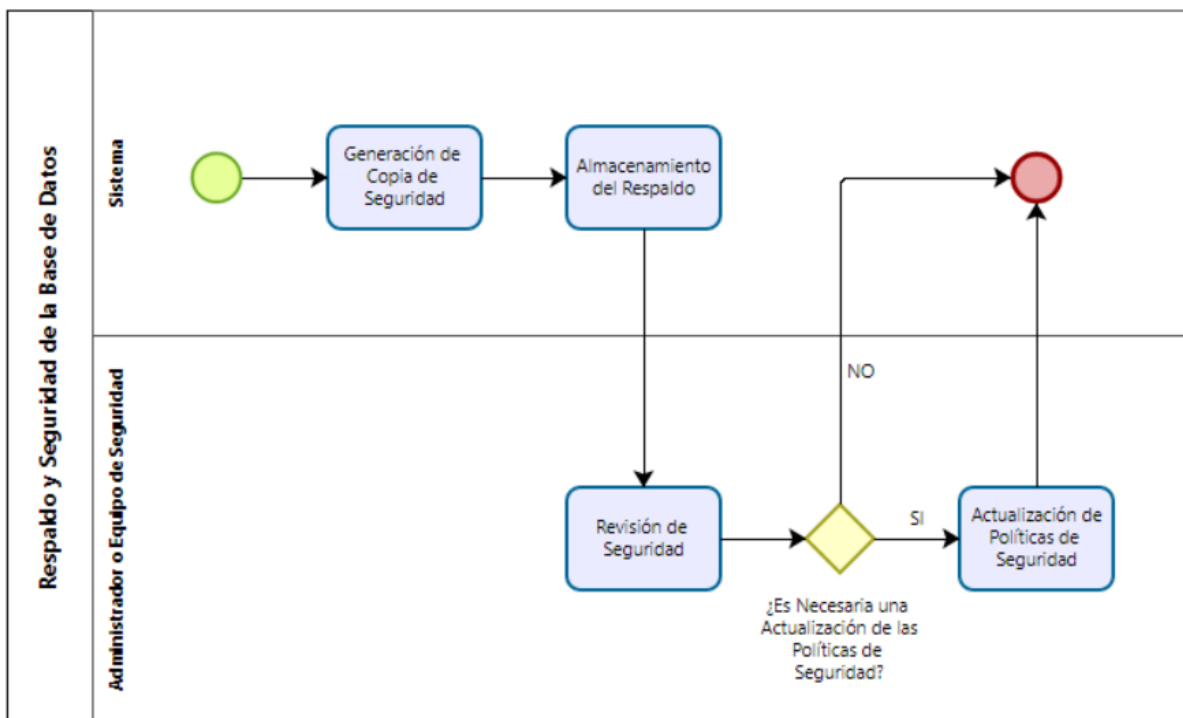 Respaldo y Seguridad de la Base de Datos
Sistema
Generación de
Copia de
Seguridad
Almacenamiento
del Respaldo
Administrador o Equipo de Seguridad
Revisión de
Seguridad
¿Es Necesaria una
Actualización de las
Políticas de
Seguridad?
NO
SI
Actualización de
Políticas de
Seguridad